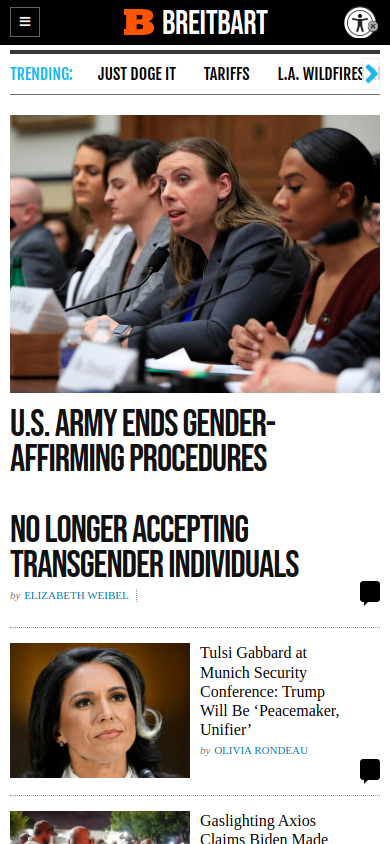 BREITBART
TRENDING:
JUST DOGE IT
TARIFFS
L.A. WILDFIRES
U.S. ARMY ENDS GENDER-
AFFIRMING PROCEDURES
NO LONGER ACCEPTING
TRANSGENDER INDIVIDUALS
by ELIZABETH WEIBEL
Tulsi Gabbard at
Munich Security
Conference: Trump
Will Be ‘Peacemaker,
Unifier’
by OLIVIA RONDEAU
Gaslighting Axios
Claims Biden Made